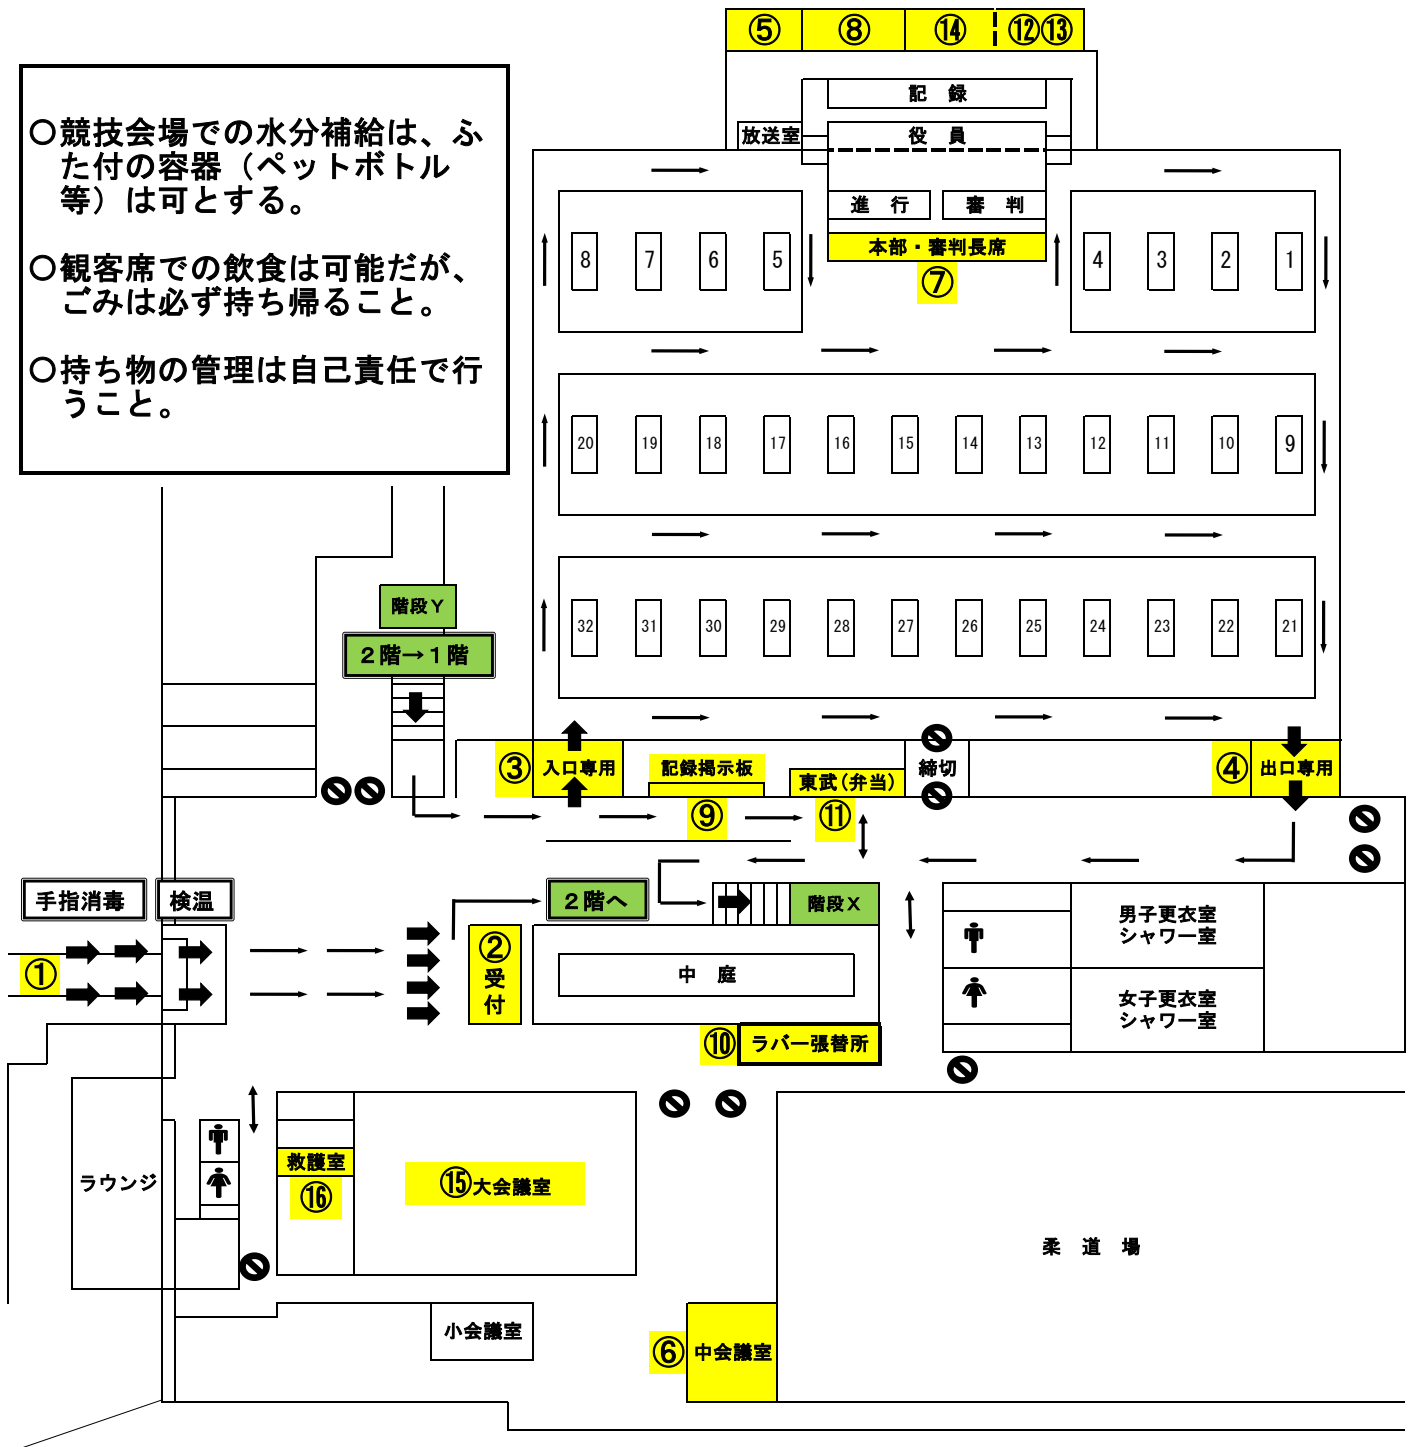 ⑤ ⑧ ⑭ ⑫⑬
○競技会場での水分補給は、ふ
た付の容器（ペットボトル
等）は可とする。
○観客席での飲食は可能だが、
ごみは必ず持ち帰ること。
○持ち物の管理は自己責任で行
うこと。
記 録
放送室
役 員
進 行
審 判
本部・審判長席
⑦
8 7 6 5 4 3 2 1
20 19 18 17 16 15 14 13 12 11 10 9
32 31 30 29 28 27 26 25 24 23 22 21
階段Ｙ
２階→１階
③ 入口専用
記録掲示板
⑨
東武(弁当)
⑪
締切
④ 出口専用
手指消毒
検温
①
２階へ
階段Ｘ
②
受
付
中 庭
⑩ ラバー張替所
男子更衣室
シャワー室
女子更衣室
シャワー室
ラウンジ
救護室
⑯
⑮大会議室
小会議室
⑥ 中会議室
柔 道 場